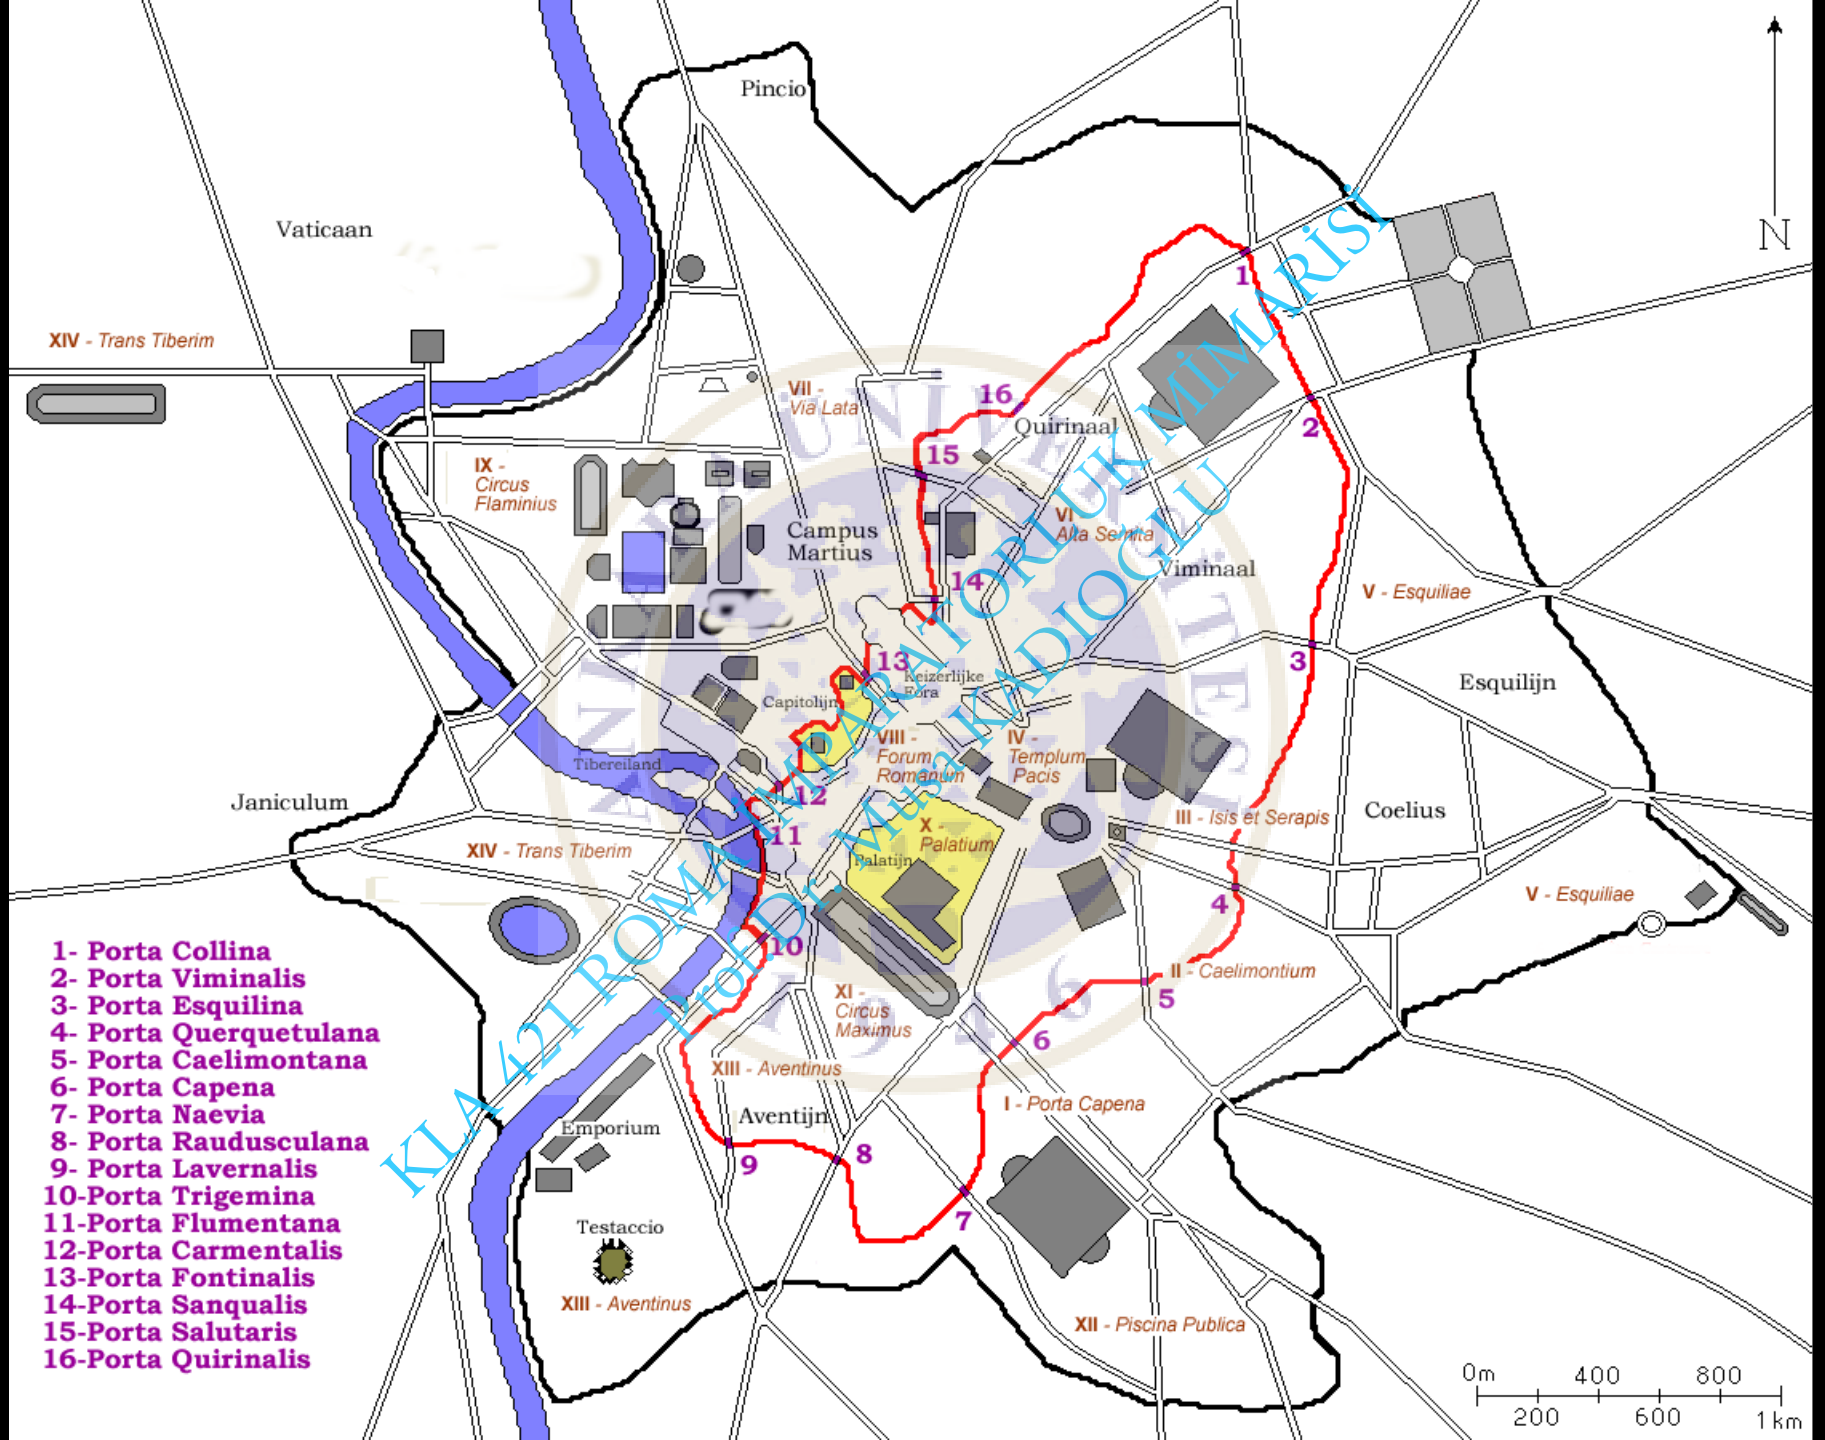 Pincio
N
Vaticaan
XIV - Trans Tiberim
VII -
Via Lata
IX -
Circus
Flaminius
Campus
Martius
Quirinaal
VI
Alta Semita
Viminaal
V - Esquiliae
Esquilijn
Keizerlijke
Fora
Capitolijn
VIII -
Forum
Romanum
IV -
Templum
Pacis
Tibereiland
Janiculum
III - Isis et Serapis
Coelius
X -
Palatium
Palatijn
XIV - Trans Tiberim
V - Esquiliae
II - Caelimontium
XI -
Circus
Maximus
XIII - Aventinus
Aventijn
I - Porta Capena
Emporium
Testaccio
XIII - Aventinus
XII - Piscina Publica
1
2
3
4
5
6
7
8
9
10
11
12
13
14
15
16
1- Porta Collina
2- Porta Viminalis
3- Porta Esquilina
4- Porta Querquetulana
5- Porta Caelimontana
6- Porta Capena
7- Porta Naevia
8- Porta Raudusculana
9- Porta Lavernalis
10-Porta Trigemina
11-Porta Flumentana
12-Porta Carmentalis
13-Porta Fontinalis
14-Porta Sanqualis
15-Porta Salutaris
16-Porta Quirinalis
0m 400 800
200 600 1km
KLA 421 ROMA İMPARATORLUK MİMARİSİ
Prof. Dr. Musa KADIOĞLU
1946